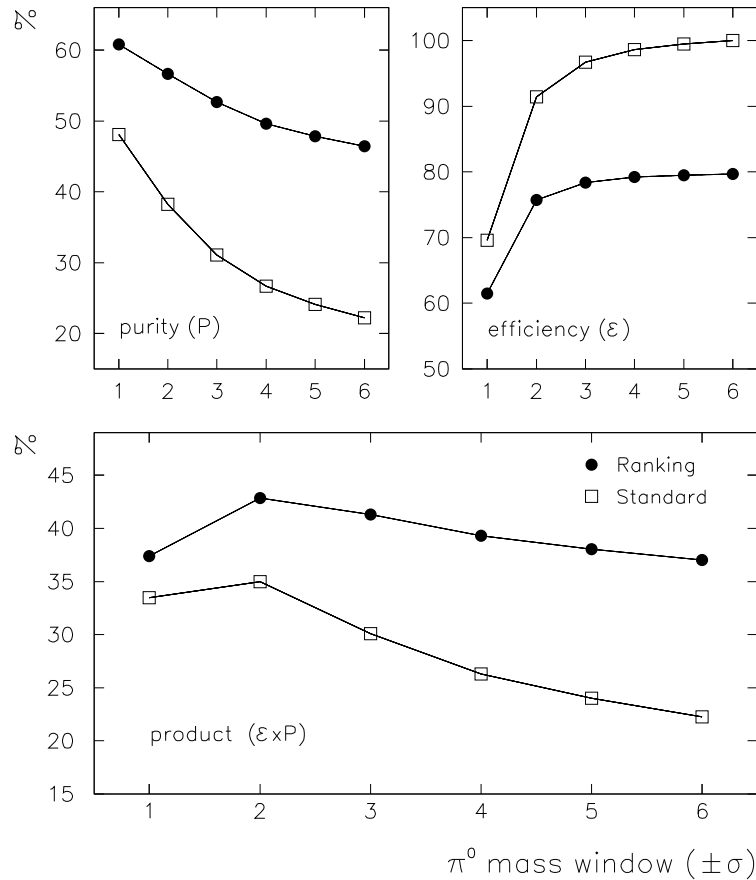 %
60
50
40
30
20
purity (P)
1 2 3 4 5 6
100
90
80
70
60
50
efficiency (ε)
1 2 3 4 5 6
%
45
40
35
30
25
20
15
Ranking
Standard
product (εxP)
1 2 3 4 5 6
π⁰ mass window (±σ)